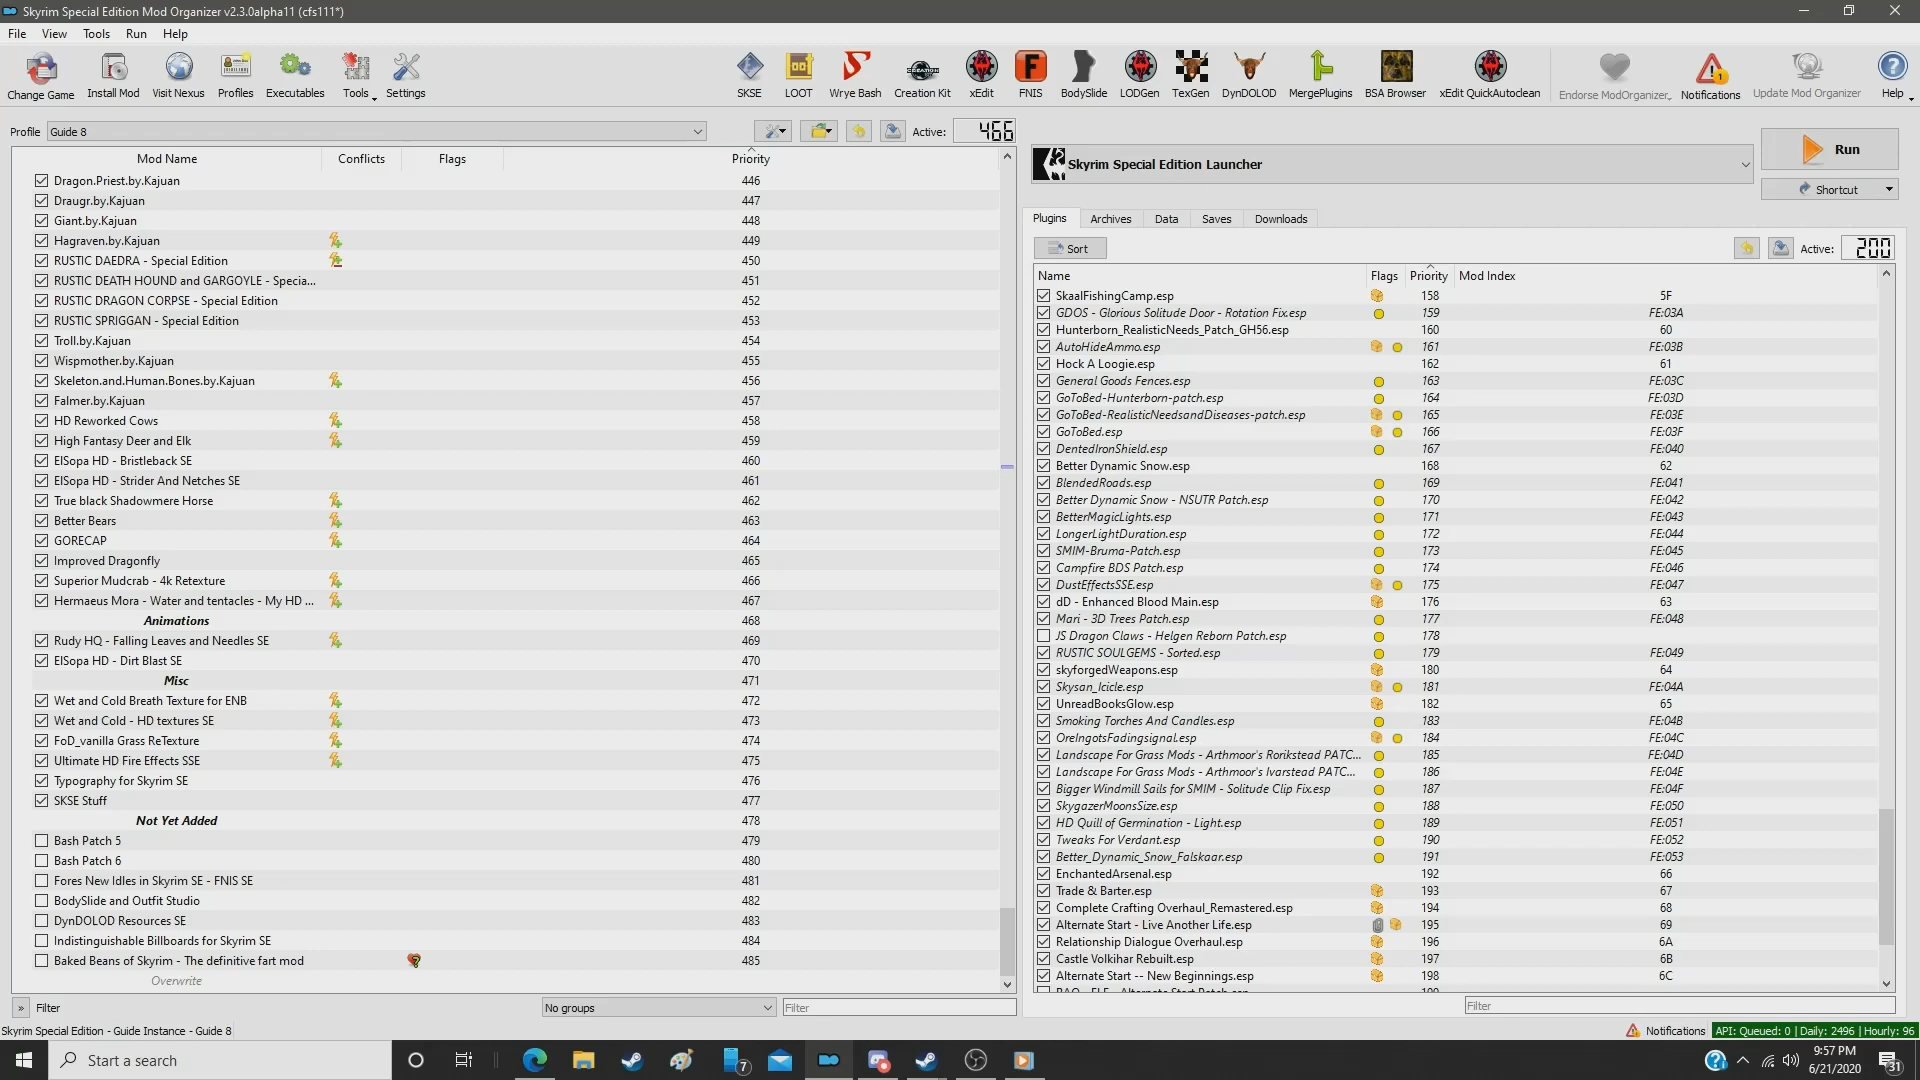 Skyrim Special Edition Mod Organizer v2.3.0alpha11 (cfs111*)
File View Tools Run Help
Change Game Install Mod Visit Nexus Profiles Executables Tools Settings SKSE LOOT Wrye Bash Creation Kit xEdit FNIS BodySlide LODGen TexGen DynDOLOD MergePlugins BSA Browser xEdit QuickAutoclean Endorse ModOrganizer Notifications Update Mod Organizer Help
Profile Guide 8 Active: 466
Mod Name Conflicts Flags Priority
Dragon.Priest.by.Kajuan 446
Draugr.by.Kajuan 447
Giant.by.Kajuan 448
Hagraven.by.Kajuan 449
RUSTIC DAEDRA - Special Edition 450
RUSTIC DEATH HOUND and GARGOYLE - Specia... 451
RUSTIC DRAGON CORPSE - Special Edition 452
RUSTIC SPRIGGAN - Special Edition 453
Troll.by.Kajuan 454
Wispmother.by.Kajuan 455
Skeleton.and.Human.Bones.by.Kajuan 456
Falmer.by.Kajuan 457
HD Reworked Cows 458
High Fantasy Deer and Elk 459
ElSopa HD - Bristleback SE 460
ElSopa HD - Strider And Netches SE 461
True black Shadowmere Horse 462
Better Bears 463
GORECAP 464
Improved Dragonfly 465
Superior Mudcrab - 4k Retexture 466
Hermaeus Mora - Water and tentacles - My HD ... 467
Animations 468
Rudy HQ - Falling Leaves and Needles SE 469
ElSopa HD - Dirt Blast SE 470
Misc 471
Wet and Cold Breath Texture for ENB 472
Wet and Cold - HD textures SE 473
FoD_vanilla Grass ReTexture 474
Ultimate HD Fire Effects SSE 475
Typography for Skyrim SE 476
SKSE Stuff 477
Not Yet Added 478
Bash Patch 5 479
Bash Patch 6 480
Fores New Idles in Skyrim SE - FNIS SE 481
BodySlide and Outfit Studio 482
DynDOLOD Resources SE 483
Indistinguishable Billboards for Skyrim SE 484
Baked Beans of Skyrim - The definitive fart mod 485
Overwrite
» Filter No groups Filter
Skyrim Special Edition Launcher
Run
Shortcut
Plugins Archives Data Saves Downloads
Sort Active: 200
Name Flags Priority Mod Index
SkaalFishingCamp.esp 158 5F
GDOS - Glorious Solitude Door - Rotation Fix.esp 159 FE:03A
Hunterborn_RealisticNeeds_Patch_GH56.esp 160 60
AutoHideAmmo.esp 161 FE:03B
Hock A Loogie.esp 162 61
General Goods Fences.esp 163 FE:03C
GoToBed-Hunterborn-patch.esp 164 FE:03D
GoToBed-RealisticNeedsandDiseases-patch.esp 165 FE:03E
GoToBed.esp 166 FE:03F
DentedIronShield.esp 167 FE:040
Better Dynamic Snow.esp 168 62
BlendedRoads.esp 169 FE:041
Better Dynamic Snow - NSUTR Patch.esp 170 FE:042
BetterMagicLights.esp 171 FE:043
LongerLightDuration.esp 172 FE:044
SMIM-Bruma-Patch.esp 173 FE:045
Campfire BDS Patch.esp 174 FE:046
DustEffectsSSE.esp 175 FE:047
dD - Enhanced Blood Main.esp 176 63
Mari - 3D Trees Patch.esp 177 FE:048
JS Dragon Claws - Helgen Reborn Patch.esp 178
RUSTIC SOULGEMS - Sorted.esp 179 FE:049
skyforgedWeapons.esp 180 64
Skysan_Icicle.esp 181 FE:04A
UnreadBooksGlow.esp 182 65
Smoking Torches And Candles.esp 183 FE:04B
OreIngotsFadingsignal.esp 184 FE:04C
Landscape For Grass Mods - Arthmoor's Rorikstead PATC... 185 FE:04D
Landscape For Grass Mods - Arthmoor's Ivarstead PATC... 186 FE:04E
Bigger Windmill Sails for SMIM - Solitude Clip Fix.esp 187 FE:04F
SkygazerMoonsSize.esp 188 FE:050
HD Quill of Germination - Light.esp 189 FE:051
Tweaks For Verdant.esp 190 FE:052
Better_Dynamic_Snow_Falskaar.esp 191 FE:053
EnchantedArsenal.esp 192 66
Trade & Barter.esp 193 67
Complete Crafting Overhaul_Remastered.esp 194 68
Alternate Start - Live Another Life.esp 195 69
Relationship Dialogue Overhaul.esp 196 6A
Castle Volkihar Rebuilt.esp 197 6B
Alternate Start -- New Beginnings.esp 198 6C
Filter
Skyrim Special Edition - Guide Instance - Guide 8 Notifications API: Queued: 0 | Daily: 2496 | Hourly: 96
Start a search 7 9:57 PM
6/21/2020 31